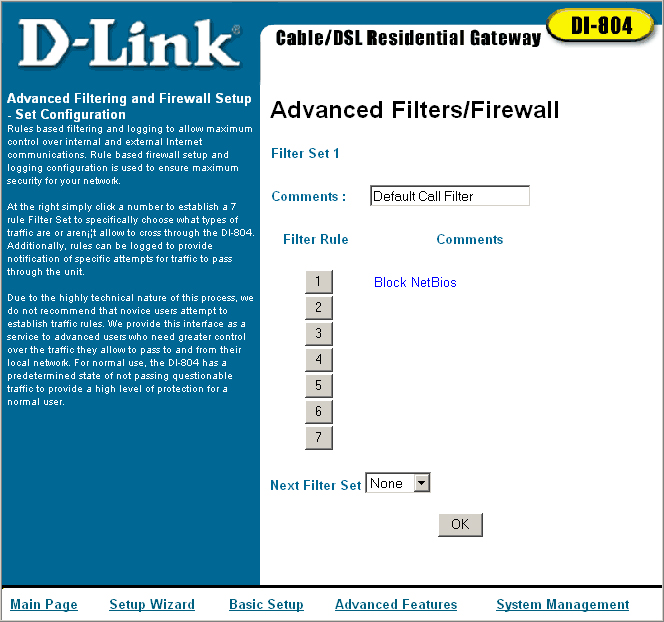 D-Link®
Cable/DSL Residential Gateway
DI-804
Advanced Filtering and Firewall Setup
- Set Configuration
Rules based filtering and logging to allow maximum
control over internal and external Internet
communications. Rule based firewall setup and
logging configuration is used to ensure maximum
security for your network.
At the right simply click a number to establish a 7
rule Filter Set to specifically choose what types of
traffic are or aren¡¦t allow to cross through the DI-804.
Additionally, rules can be logged to provide
notification of specific attempts for traffic to pass
through the unit.
Due to the highly technical nature of this process, we
do not recommend that novice users attempt to
establish traffic rules. We provide this interface as a
service to advanced users who need greater control
over the traffic they allow to pass to and from their
local network. For normal use, the DI-804 has a
predetermined state of not passing questionable
traffic to provide a high level of protection for a
normal user.
Advanced Filters/Firewall
Filter Set 1
Comments : Default Call Filter
Filter Rule Comments
1 Block NetBios
2
3
4
5
6
7
Next Filter Set None
OK
Main Page Setup Wizard Basic Setup Advanced Features System Management